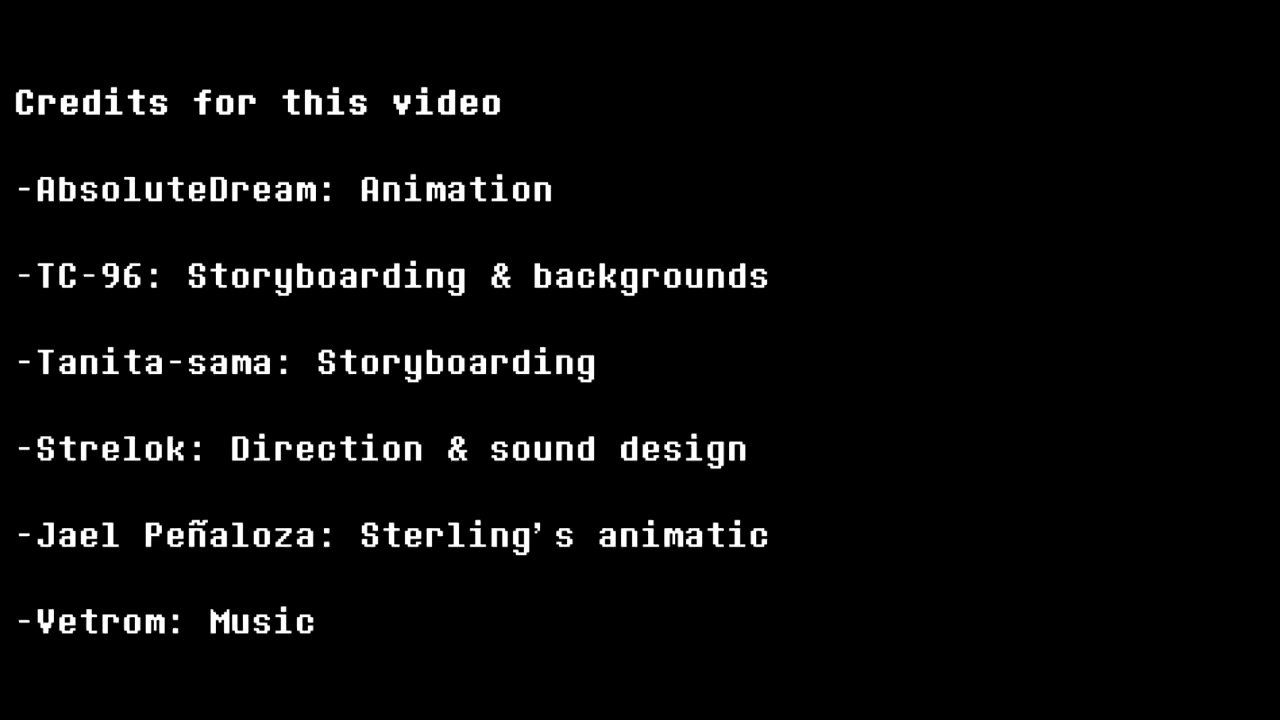 Credits for this video
-AbsoluteDream: Animation
-TC-96: Storyboarding & backgrounds
-Tanita-sama: Storyboarding
-Strelok: Direction & sound design
-Jael Peñaloza: Sterling’s animatic
-Vetrom: Music